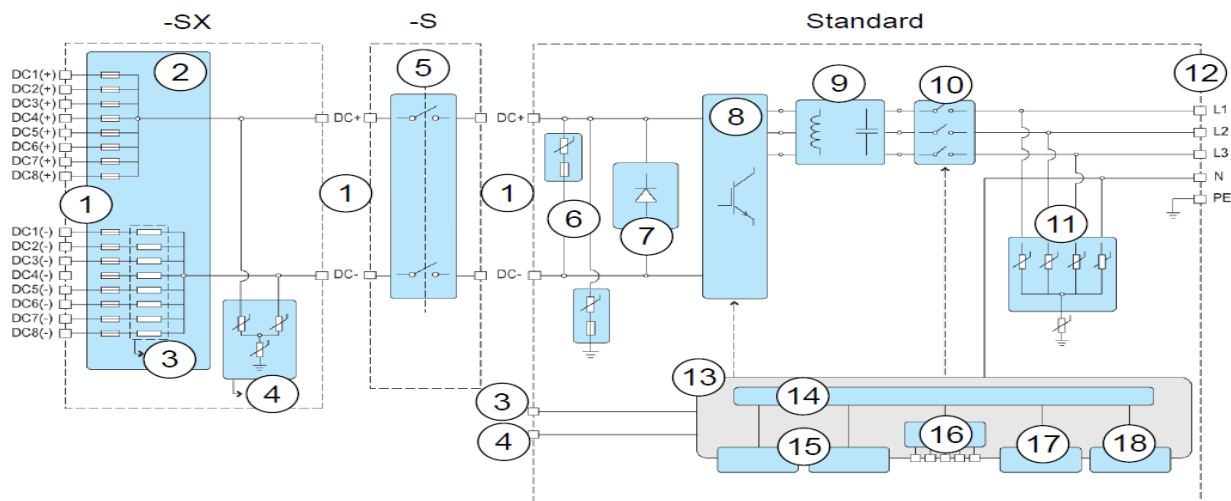 -SX
-S
Standard
DC1(+)
DC2(+)
DC3(+)
DC4(+)
DC5(+)
DC6(+)
DC7(+)
DC8(+)
2
1
DC1(-)
DC2(-)
DC3(-)
DC4(-)
DC5(-)
DC6(-)
DC7(-)
DC8(-)
3
4
DC+
1
DC-
5
DC+
1
DC-
6
7
8
9
10
11
12
L1
L2
L3
N
PE
3
4
13
14
15
16
17
18